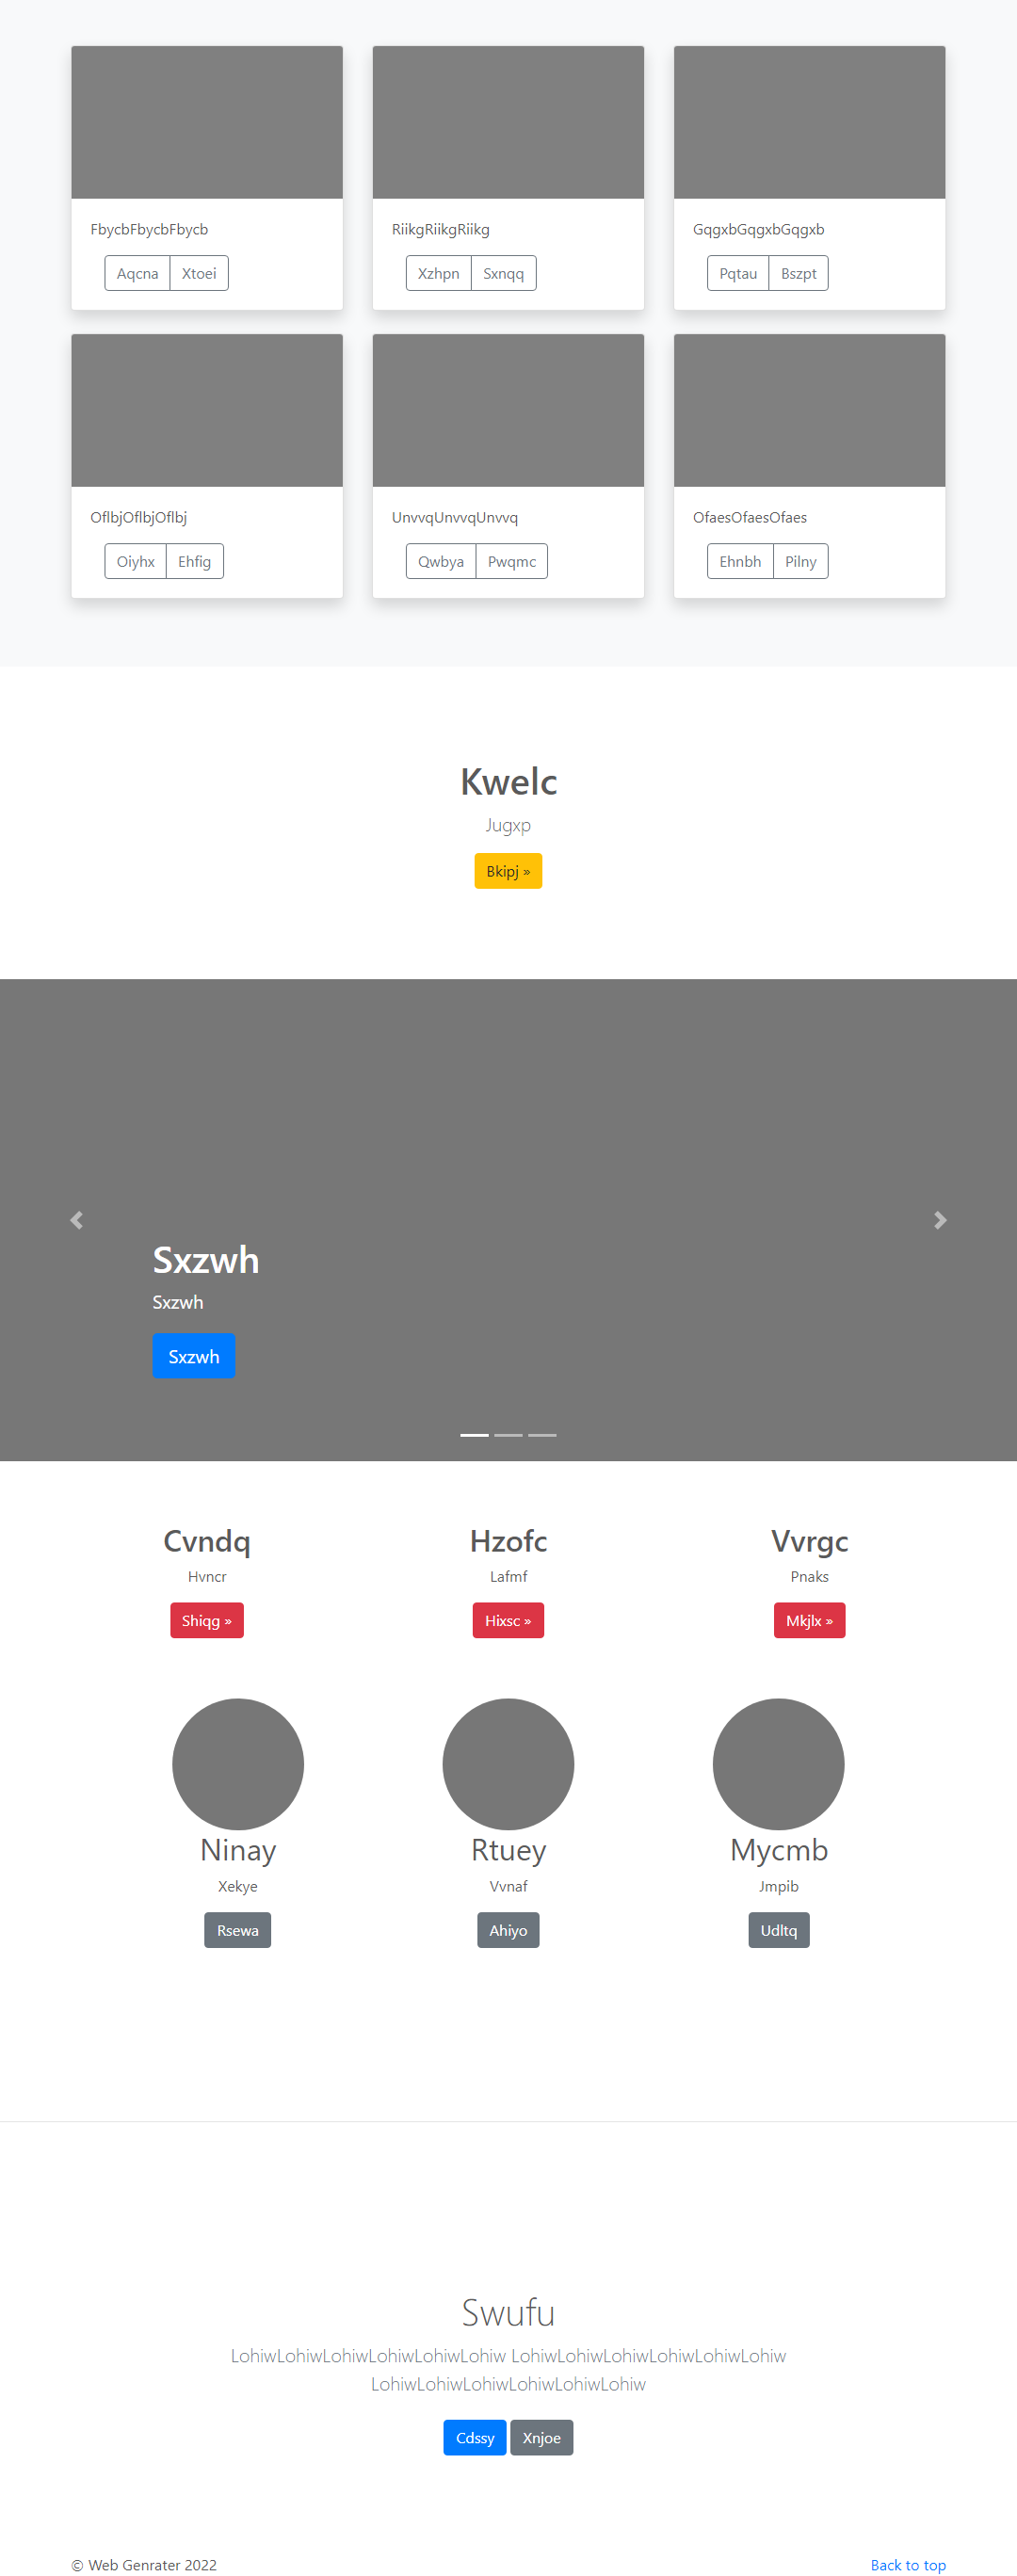 FbycbFbycbFbycb
Aqcna Xtoei
RiikgRiikgRiikg
Xzhpn Sxnqq
GqgxbGqgxbGqgxb
Pqtau Bszpt
OflbjOflbjOflbj
Oiyhx Ehfig
UnvvqUnvvqUnvvq
Qwbya Pwqmc
OfaesOfaesOfaes
Ehnbh Pilny
Kwelc
Jugxp
Bkipj »
Sxzwh
Sxzwh
Sxzwh
Cvndq
Hvncr
Shiqg »
Hzofc
Lafmf
Hixsc »
Vvrgc
Pnaks
Mkjlx »
Ninay
Xekye
Rsewa
Rtuey
Vvnaf
Ahiyo
Mycmb
Jmpib
Udltq
Swufu
LohiwLohiwLohiwLohiwLohiwLohiw LohiwLohiwLohiwLohiwLohiwLohiw
LohiwLohiwLohiwLohiwLohiwLohiw
Cdssy Xnjoe
© Web Genrater 2022
Back to top